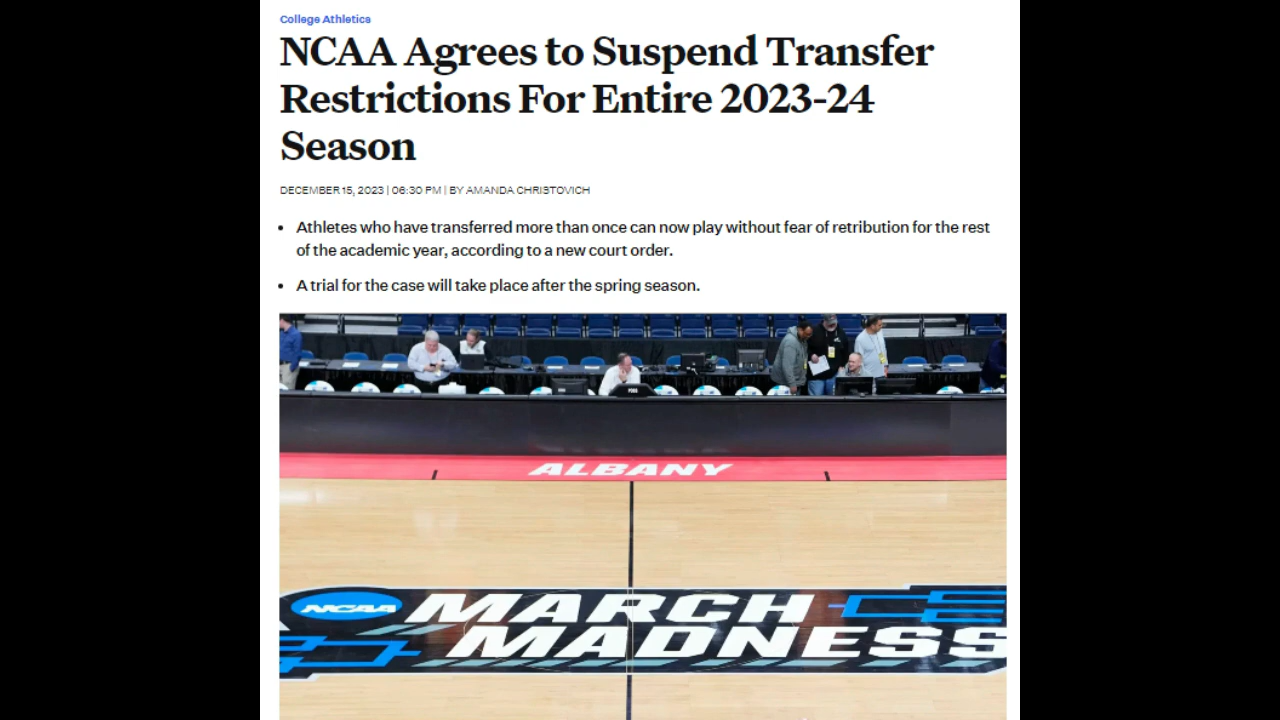 College Athletics
NCAA Agrees to Suspend Transfer
Restrictions For Entire 2023-24
Season
DECEMBER 15, 2023 | 06:30 PM | BY AMANDA CHRISTOVICH
• Athletes who have transferred more than once can now play without fear of retribution for the rest
of the academic year, according to a new court order.
• A trial for the case will take place after the spring season.
ALBANY
NCAA
MARCH
MADNESS